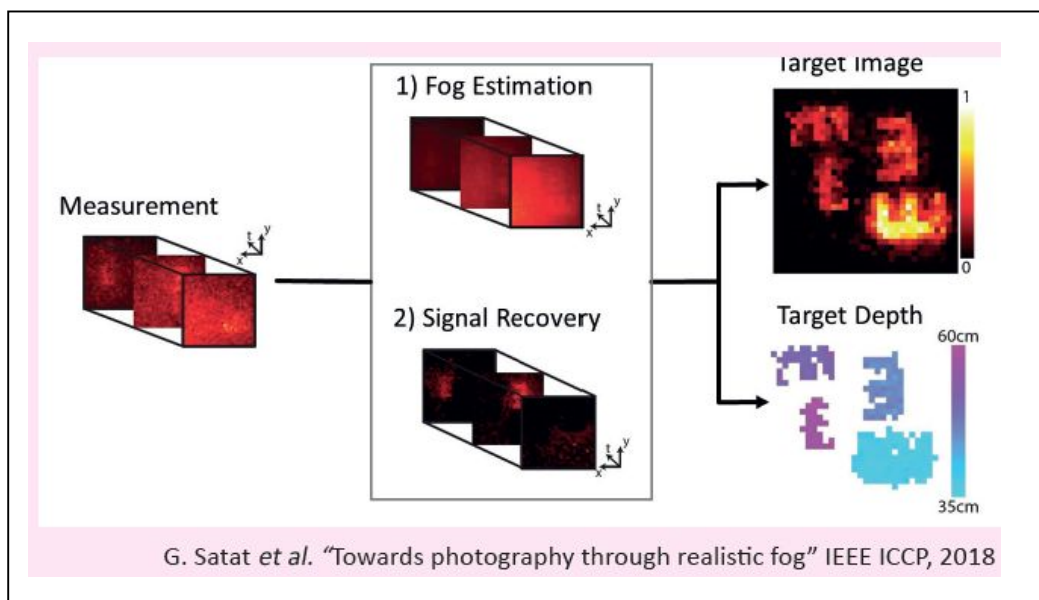 Measurement
x
t
y
1) Fog Estimation
x
t
y
2) Signal Recovery
x
t
y
Target Image
1
0
Target Depth
60cm
35cm
G. Satat et al. “Towards photography through realistic fog” IEEE ICCP, 2018